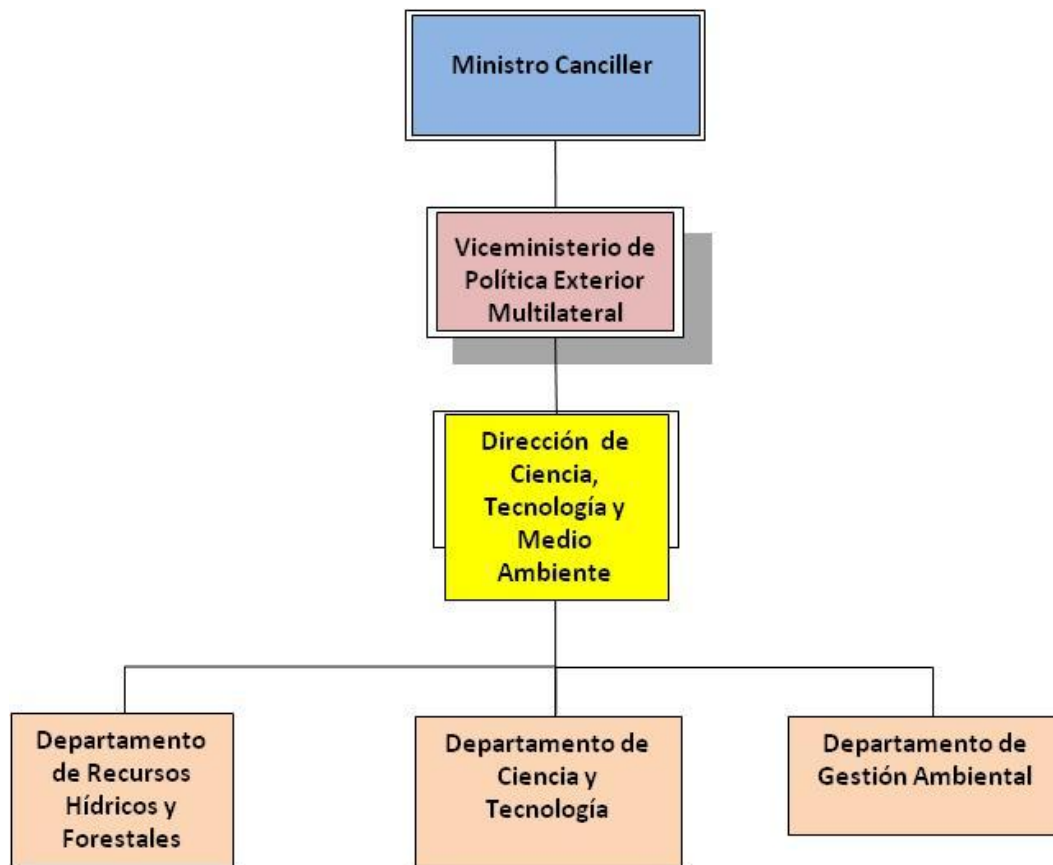 Ministro Canciller
Viceministerio de
Política Exterior
Multilateral
Dirección de
Ciencia,
Tecnología y
Medio
Ambiente
Departamento
de Recursos
Hídricos y
Forestales
Departamento de
Ciencia y
Tecnología
Departamento de
Gestión Ambiental